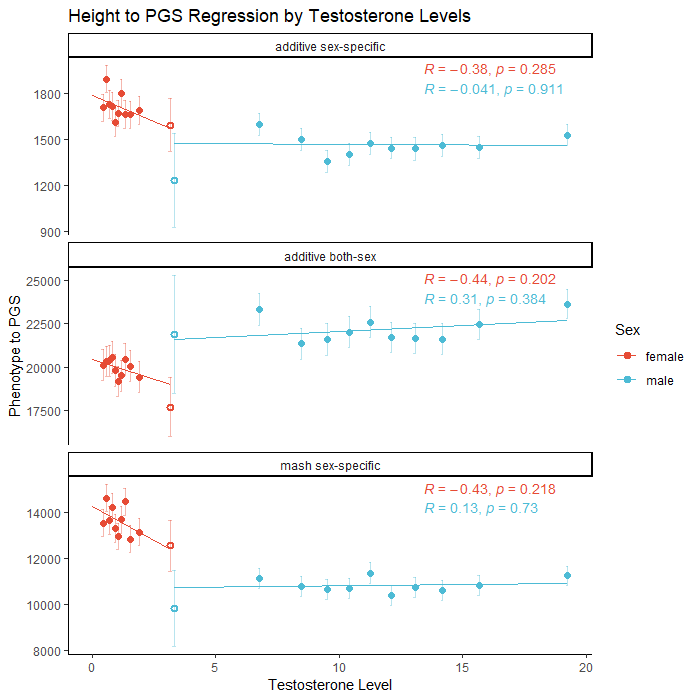 Height to PGS Regression by Testosterone Levels
additive sex-specific
R = −0.38, p = 0.285
R = −0.041, p = 0.911
1800
1500
1200
900
additive both-sex
R = −0.44, p = 0.202
R = 0.31, p = 0.384
25000
22500
20000
17500
Phenotype to PGS
mash sex-specific
R = −0.43, p = 0.218
R = 0.13, p = 0.73
14000
12000
10000
8000
0 5 10 15 20
Testosterone Level
Sex
female
male